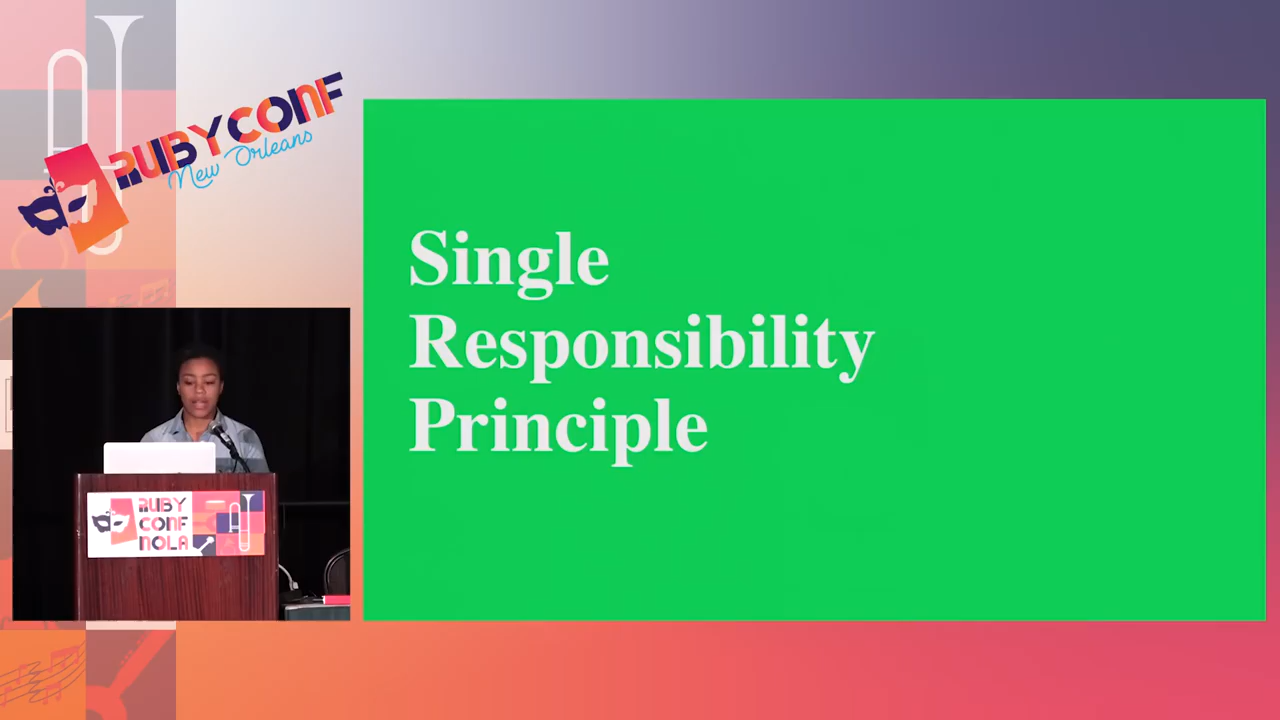 RUBYCONF
New Orleans
Single
Responsibility
Principle
RUBY
CONF
NOLA